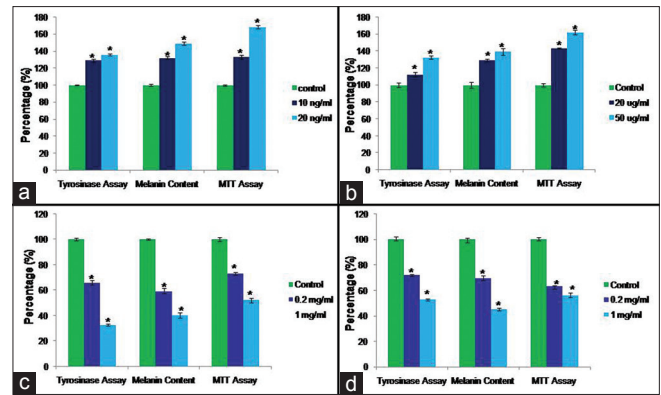 Percentage (%)
180
160
140
120
100
80
60
40
20
0
* * * * * *
Tyrosinase Assay Melanin Content MTT Assay
control
10 ng/ml
20 ng/ml
a
Percentage (%)
180
160
140
120
100
80
60
40
20
0
* * * * * *
Tyrosinase Assay Melanin Content MTT Assay
Control
20 ug/ml
50 ug/ml
b
Percentage (%)
120
100
80
60
40
20
0
* * * * * *
Tyrosinase Assay Melanin Content MTT Assay
Control
0.2 mg/ml
1 mg/ml
c
Percentage (%)
120
100
80
60
40
20
0
* * * * * *
Tyrosinase Assay Melanin Content MTT Assay
Control
0.2 mg/ml
1 mg/ml
d